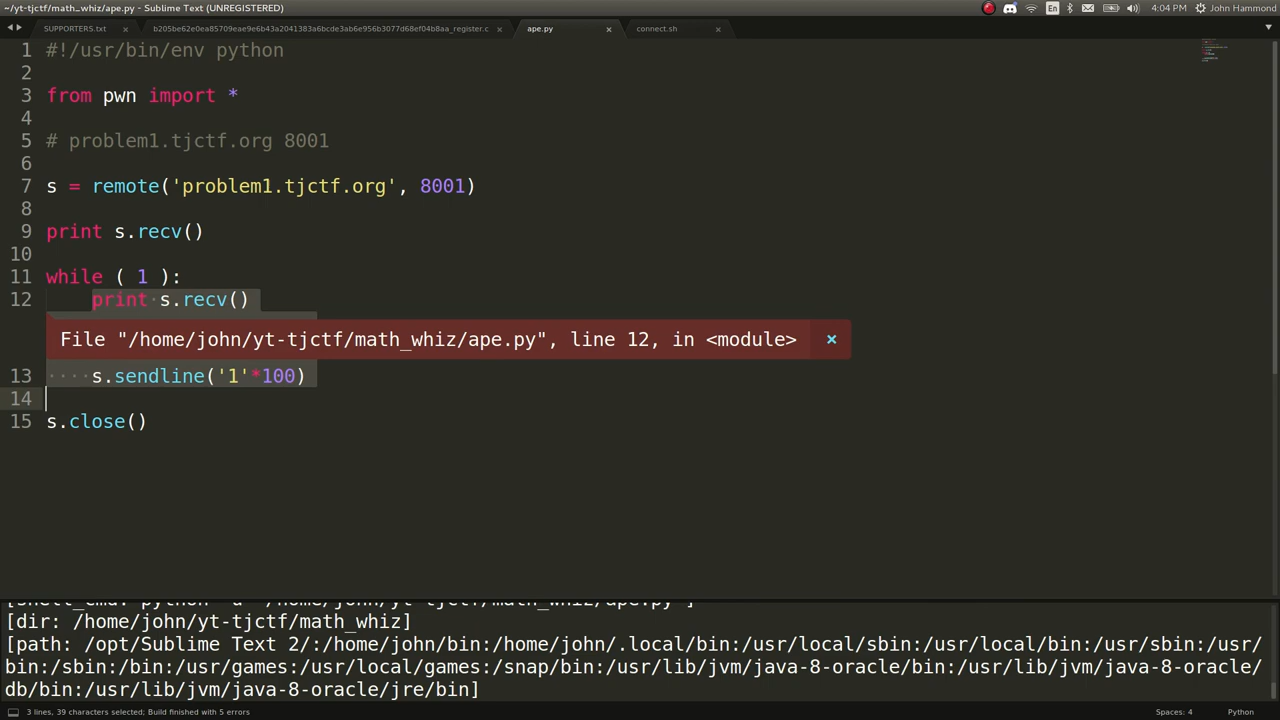 ~/yt-tjctf/math_whiz/ape.py - Sublime Text (UNREGISTERED)
En
4:04 PM
John Hammond
SUPPORTERS.txt ×
b205be62e0ea85709eae9e6b43a2041383a6bcde3ab6e956b3077d68ef04b8aa_register.c ×
ape.py ×
connect.sh ×
1 #!/usr/bin/env python
2
3 from pwn import *
4
5 # problem1.tjctf.org 8001
6
7 s = remote('problem1.tjctf.org', 8001)
8
9 print s.recv()
10
11 while ( 1 ):
12 print s.recv()
File "/home/john/yt-tjctf/math_whiz/ape.py", line 12, in <module> ×
13 s.sendline('1'*100)
14
15 s.close()
[dir: /home/john/yt-tjctf/math_whiz]
[path: /opt/Sublime Text 2/:/home/john/bin:/home/john/.local/bin:/usr/local/sbin:/usr/local/bin:/usr/sbin:/usr/
bin:/sbin:/bin:/usr/games:/usr/local/games:/snap/bin:/usr/lib/jvm/java-8-oracle/bin:/usr/lib/jvm/java-8-oracle/
db/bin:/usr/lib/jvm/java-8-oracle/jre/bin]
3 lines, 39 characters selected; Build finished with 5 errors
Spaces: 4
Python